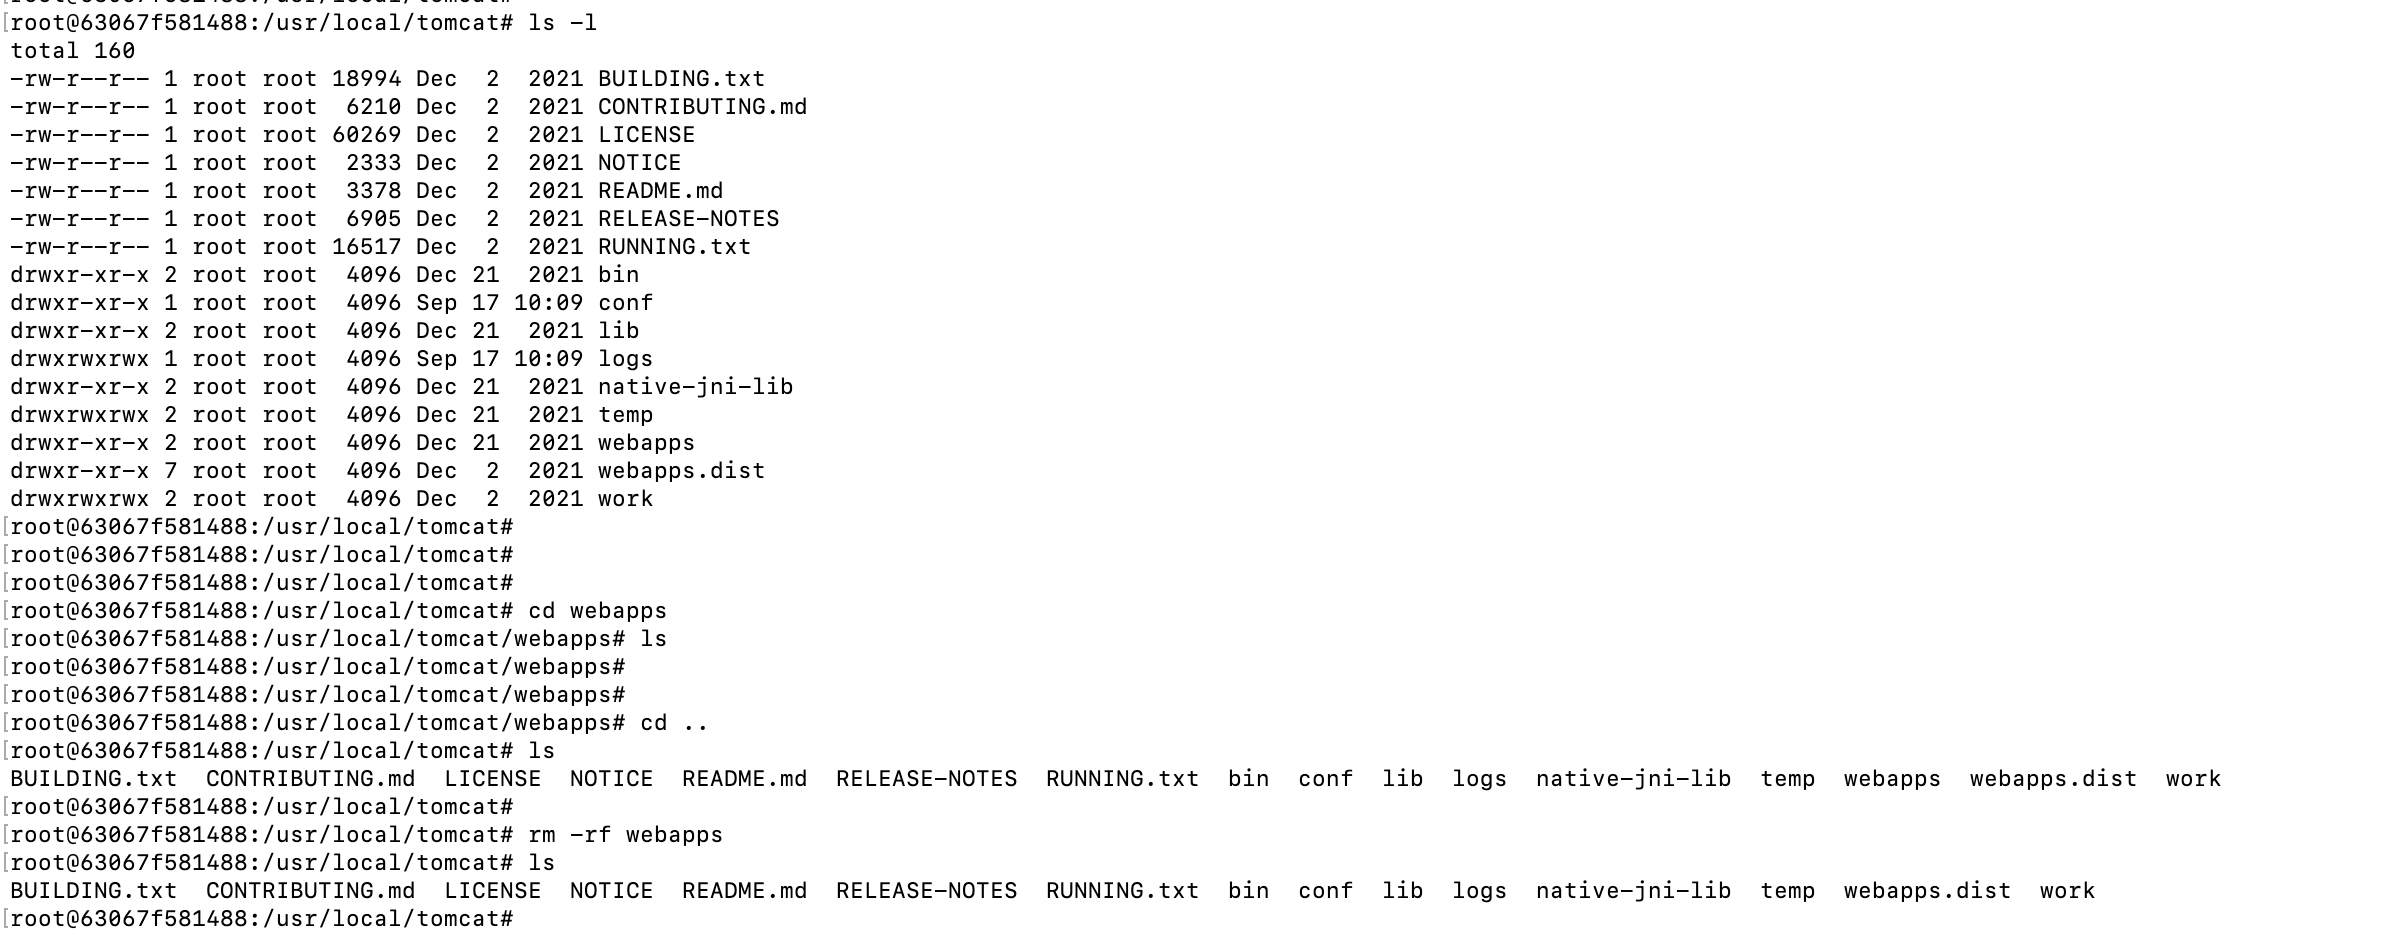 [root@63067f581488:/usr/local/tomcat# ls -l
total 160
-rw-r--r-- 1 root root 18994 Dec  2  2021 BUILDING.txt
-rw-r--r-- 1 root root  6210 Dec  2  2021 CONTRIBUTING.md
-rw-r--r-- 1 root root 60269 Dec  2  2021 LICENSE
-rw-r--r-- 1 root root  2333 Dec  2  2021 NOTICE
-rw-r--r-- 1 root root  3378 Dec  2  2021 README.md
-rw-r--r-- 1 root root  6905 Dec  2  2021 RELEASE-NOTES
-rw-r--r-- 1 root root 16517 Dec  2  2021 RUNNING.txt
drwxr-xr-x 2 root root  4096 Dec 21  2021 bin
drwxr-xr-x 1 root root  4096 Sep 17 10:09 conf
drwxr-xr-x 2 root root  4096 Dec 21  2021 lib
drwxrwxrwx 1 root root  4096 Sep 17 10:09 logs
drwxr-xr-x 2 root root  4096 Dec 21  2021 native-jni-lib
drwxrwxrwx 2 root root  4096 Dec 21  2021 temp
drwxr-xr-x 2 root root  4096 Dec 21  2021 webapps
drwxr-xr-x 7 root root  4096 Dec  2  2021 webapps.dist
drwxrwxrwx 2 root root  4096 Dec  2  2021 work
[root@63067f581488:/usr/local/tomcat#
[root@63067f581488:/usr/local/tomcat#
[root@63067f581488:/usr/local/tomcat#
[root@63067f581488:/usr/local/tomcat# cd webapps
[root@63067f581488:/usr/local/tomcat/webapps# ls
[root@63067f581488:/usr/local/tomcat/webapps#
[root@63067f581488:/usr/local/tomcat/webapps#
[root@63067f581488:/usr/local/tomcat/webapps# cd ..
[root@63067f581488:/usr/local/tomcat# ls
BUILDING.txt  CONTRIBUTING.md  LICENSE  NOTICE  README.md  RELEASE-NOTES  RUNNING.txt  bin  conf  lib  logs  native-jni-lib  temp  webapps  webapps.dist  work
[root@63067f581488:/usr/local/tomcat#
[root@63067f581488:/usr/local/tomcat# rm -rf webapps
[root@63067f581488:/usr/local/tomcat# ls
BUILDING.txt  CONTRIBUTING.md  LICENSE  NOTICE  README.md  RELEASE-NOTES  RUNNING.txt  bin  conf  lib  logs  native-jni-lib  temp  webapps.dist  work
[root@63067f581488:/usr/local/tomcat#